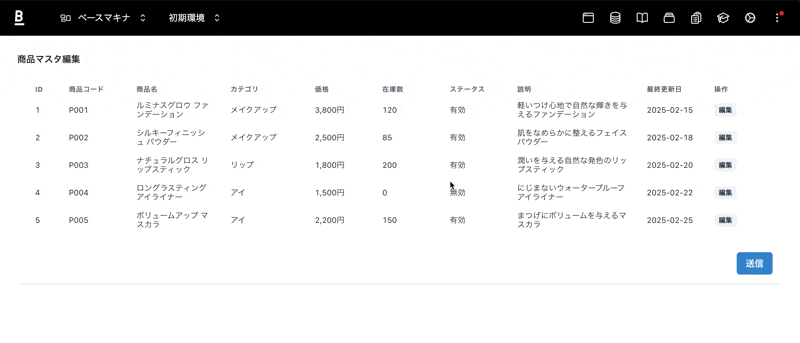 B ベースマキナ 初期環境
商品マスタ編集
ID 商品コード 商品名 カテゴリ 価格 在庫数 ステータス 説明 最終更新日 操作
1 P001 ルミナスグロウ ファ メイクアップ 3,800円 120 有効 軽いつけ心地で自然な輝きを与 2025-02-15 編集
ンデーション えるファンデーション
2 P002 シルキーフィニッシ メイクアップ 2,500円 85 有効 肌をなめらかに整えるフェイス 2025-02-18 編集
ュ パウダー パウダー
3 P003 ナチュラルグロス リ リップ 1,800円 200 有効 潤いを与える自然な発色のリッ 2025-02-20 編集
ップスティック プスティック
4 P004 ロングラスティング アイ 1,500円 0 無効 にじまないウォータープルーフ 2025-02-22 編集
アイライナー アイライナー
5 P005 ボリュームアップ マ アイ 2,200円 150 有効 まつげにボリュームを与えるマ 2025-02-25 編集
スカラ スカラ
送信